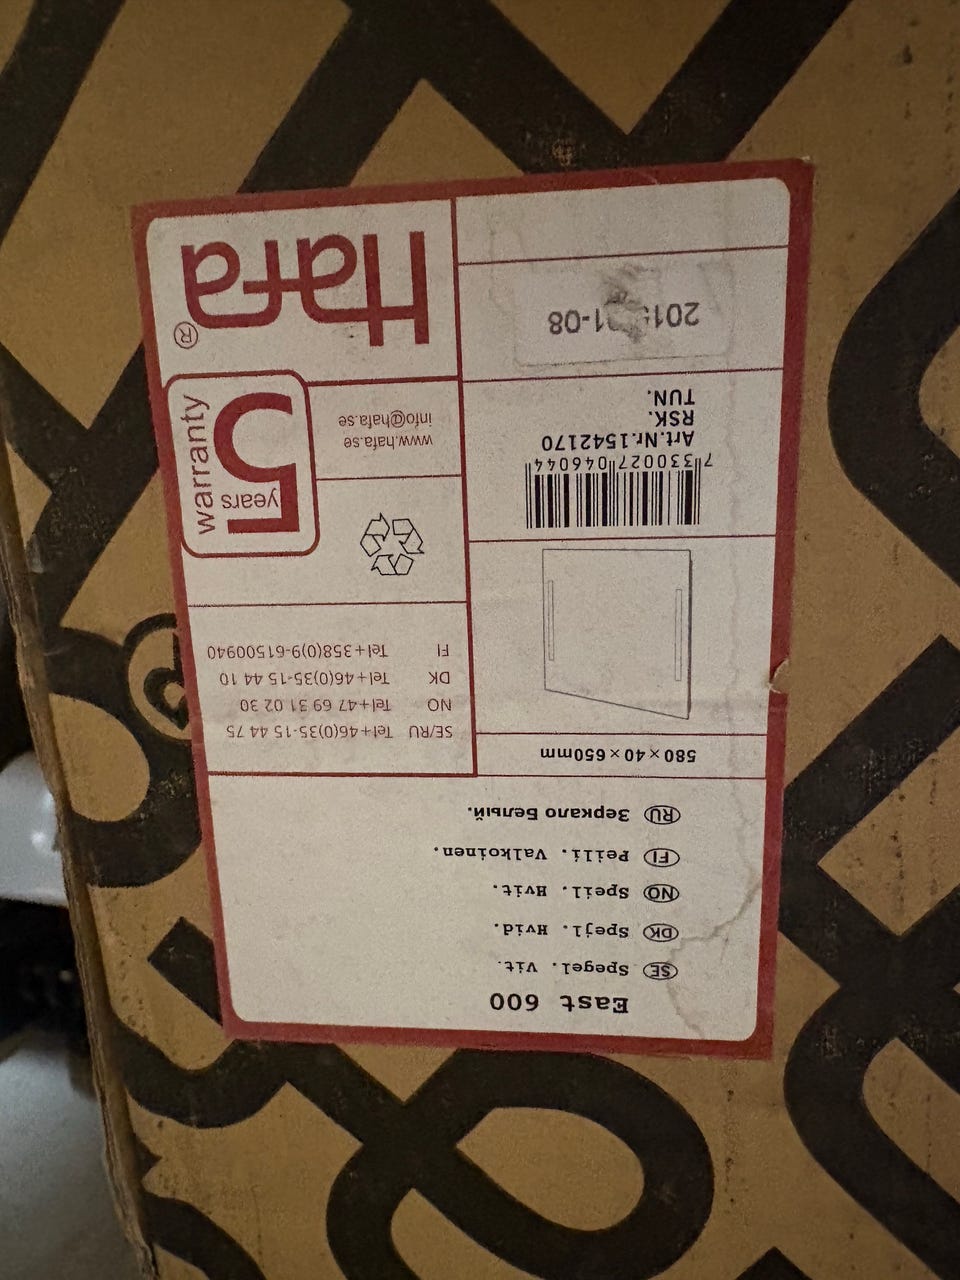 East 600
SE Spegel. Vit.
DK Spejl. Hvid.
NO Speil. Hvit.
FI Peili. Valkoinen.
RU Зеркало Белый.
580×40×650mm
7 330027 046044
Art.Nr.1542170
RSK.
TUN.
SE/RU Tel+46(0)35-15 44 75
NO Tel+47 69 31 02 30
DK Tel+46(0)35-15 44 10
FI Tel+358(0)9-61500940
5 years
warranty
www.hafa.se
info@hafa.se
Hafa®